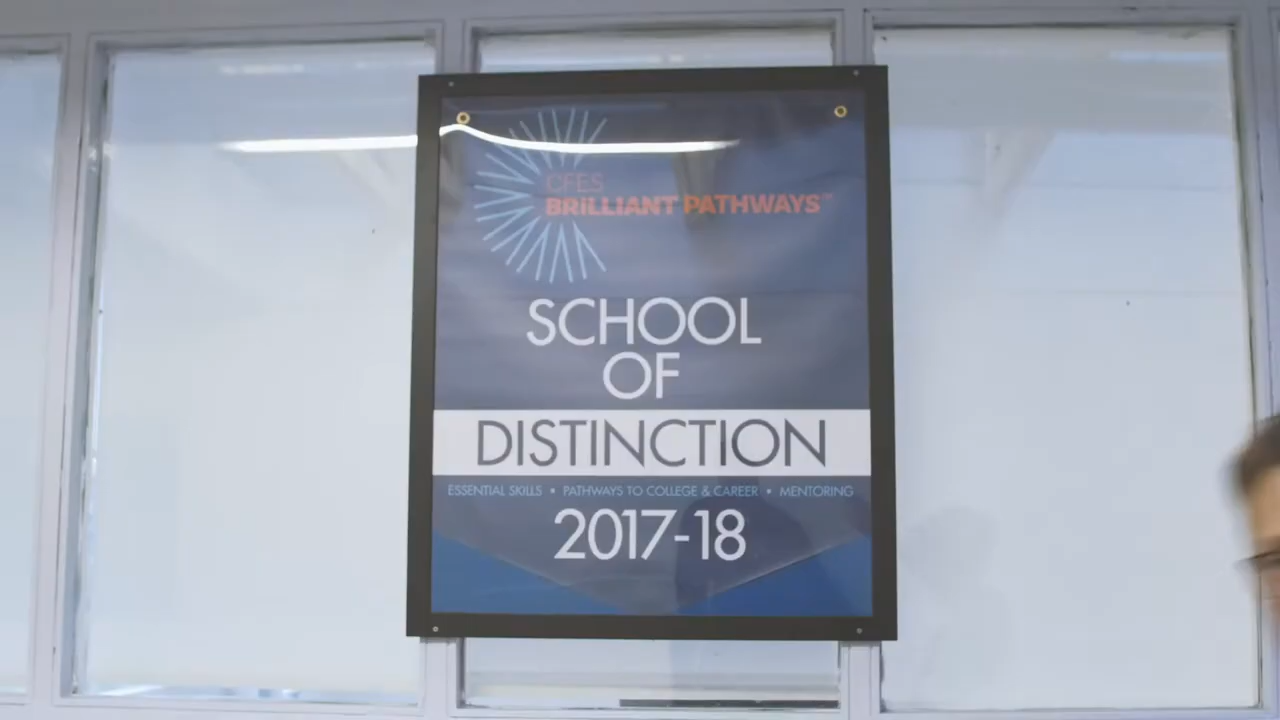 CFES
BRiLLIANT PATHWAYS™
SCHOOL
OF
DISTINCTION
ESSENTIAL SKILLS • PATHWAYS TO COLLEGE & CAREER • MENTORING
2017-18